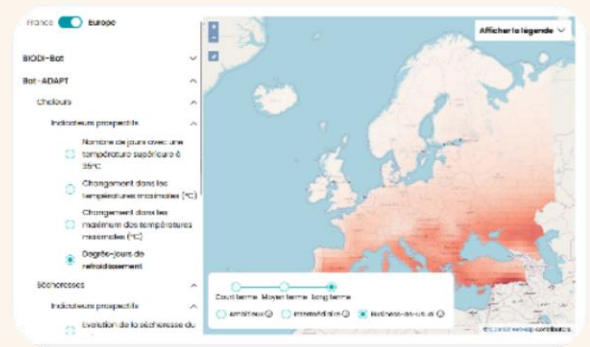 France Europe
Afficher la légende
BIODI-Bat
Bat-ADAPT
Chaleurs
Indicateurs prospectifs
Nombre de jours avec une
température supérieure à
35°C
Changement dans les
températures maximales (°C)
Changement dans les
maximum des températures
maximales (°C)
Degrés-jours de
refroidissement
Sécheresses
Indicateurs prospectifs
Evolution de la sécheresse du
Court terme Moyen terme Long terme
Ambitieux Intermédiaire Business-as-usual
© OpenStreetMap contributors.